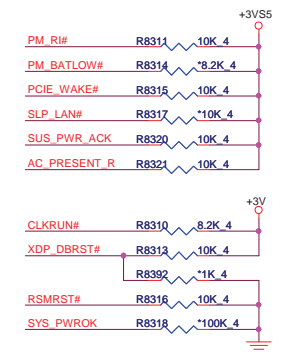 +3VS5
PM_RI# R8311 10K_4
PM_BATLOW# R8314 *8.2K_4
PCIE_WAKE# R8315 10K_4
SLP_LAN# R8317 *10K_4
SUS_PWR_ACK R8320 10K_4
AC_PRESENT_R R8321 10K_4
+3V
CLKRUN# R8310 8.2K_4
XDP_DBRST# R8313 10K_4
R8392 *1K_4
RSMRST# R8316 10K_4
SYS_PWROK R8318 *100K_4